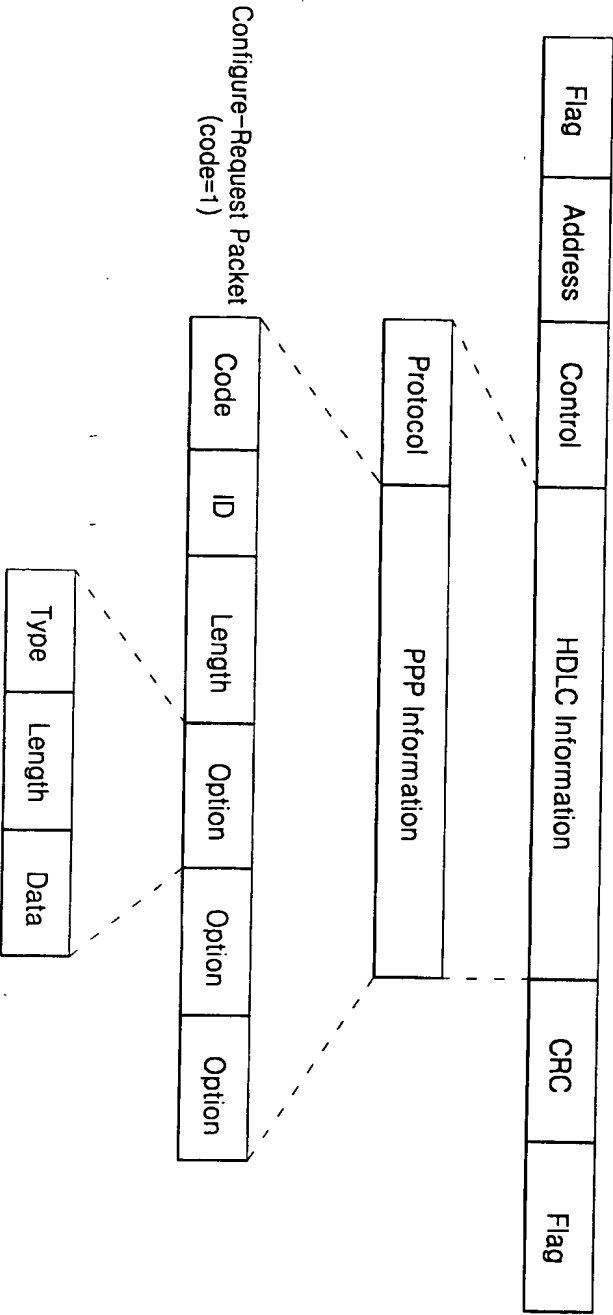 Flag Address Control HDLC Information CRC Flag
Protocol PPP Information
Configure-Request Packet
(code=1)
Code ID Length Option Option Option
Type Length Data